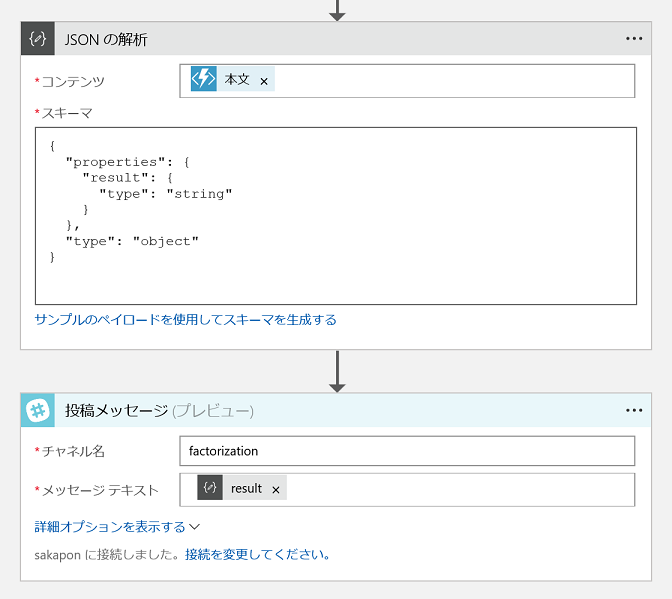 JSON の解析
*コンテンツ
本文 ×
*スキーマ
{
"properties": {
"result": {
"type": "string"
}
},
"type": "object"
}
サンプルのペイロードを使用してスキーマを生成する
投稿メッセージ (プレビュー)
*チャネル名
factorization
*メッセージ テキスト
result ×
詳細オプションを表示する
sakapon に接続しました。接続を変更してください。